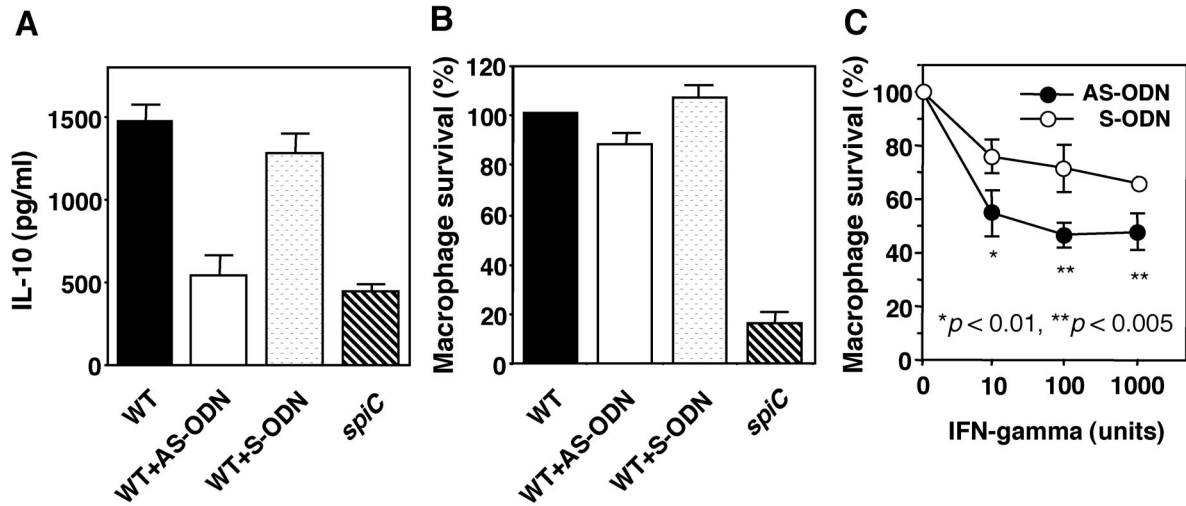 A
IL-10 (pg/ml)
1500
1000
500
0
WT
WT+AS-ODN
WT+S-ODN
spiC
B
Macrophage survival (%)
120
100
80
60
40
20
0
WT
WT+AS-ODN
WT+S-ODN
spiC
C
Macrophage survival (%)
100
80
60
40
20
0
AS-ODN
S-ODN
*
**
**
*p < 0.01, **p < 0.005
0 10 100 1000
IFN-gamma (units)